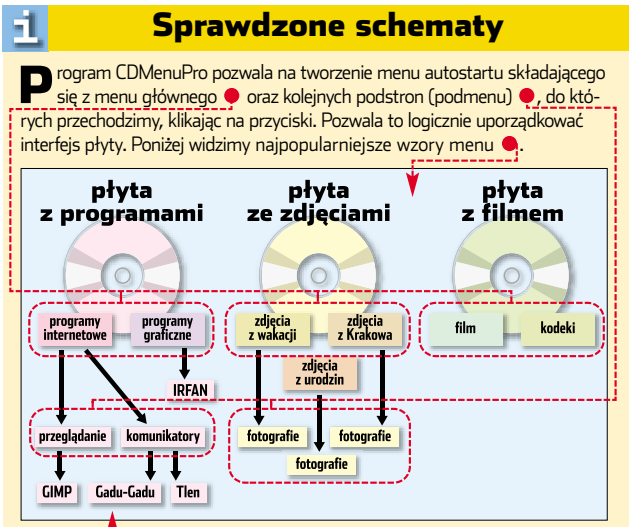 i
Sprawdzone schematy
Program CDMenuPro pozwala na tworzenie menu autostartu składającego
się z menu głównego oraz kolejnych podstron (podmenu) , do któ-
rych przechodzimy, klikając na przyciski. Pozwala to logicznie uporządkować
interfejs płyty. Poniżej widzimy najpopularniejsze wzory menu .
płyta
z programami
płyta
ze zdjęciami
płyta
z filmem
programy
internetowe
programy
graficzne
zdjęcia
z wakacji
zdjęcia
z Krakowa
film
kodeki
IRFAN
zdjęcia
z urodzin
przeglądanie
komunikatory
fotografie
fotografie
fotografie
GIMP
Gadu-Gadu
Tlen